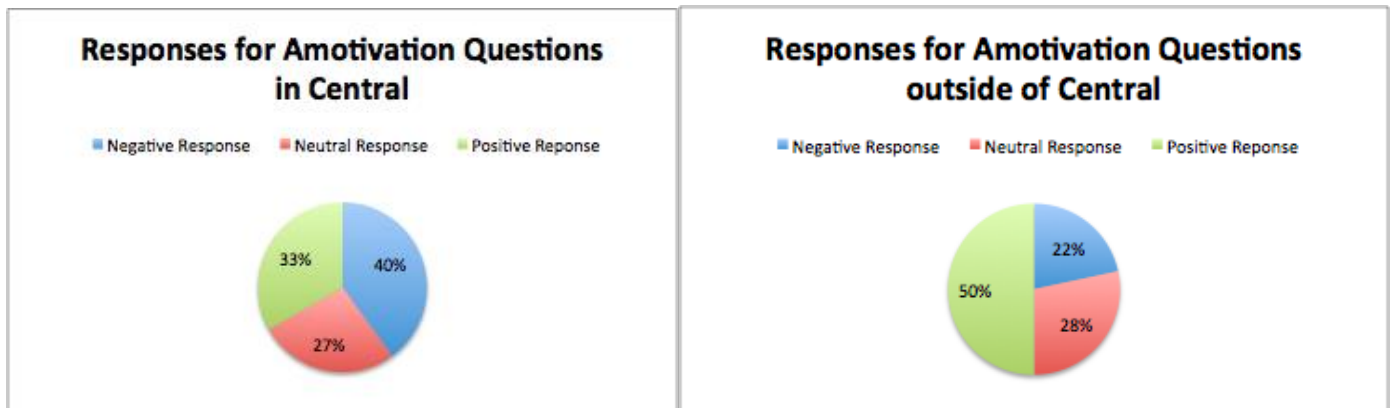 Responses for Amotivation Questions
in Central
Negative Response Neutral Response Positive Reponse
33%
40%
27%
Responses for Amotivation Questions
outside of Central
Negative Response Neutral Response Positive Reponse
22%
50%
28%